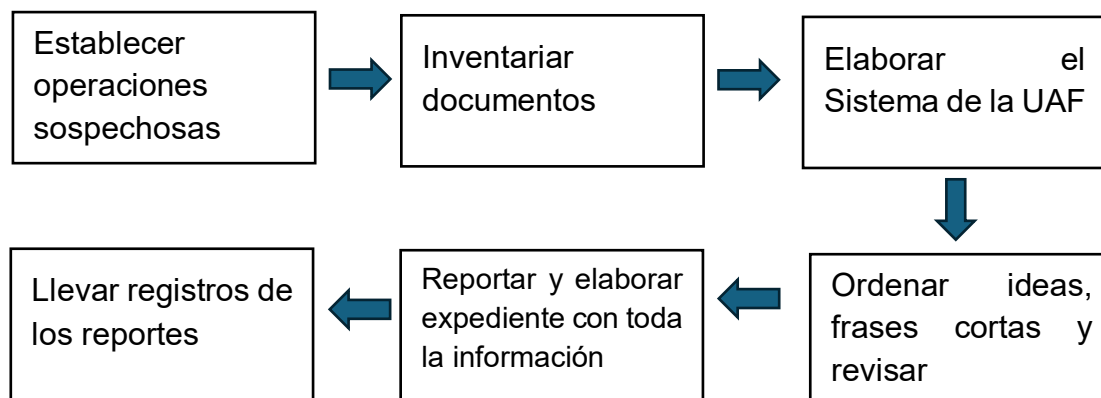 Establecer
operaciones
sospechosas
Inventariar
documentos
Elaborar el
Sistema de la UAF
Ordenar ideas,
frases cortas y
revisar
Reportar y elaborar
expediente con toda
la información
Llevar registros de
los reportes